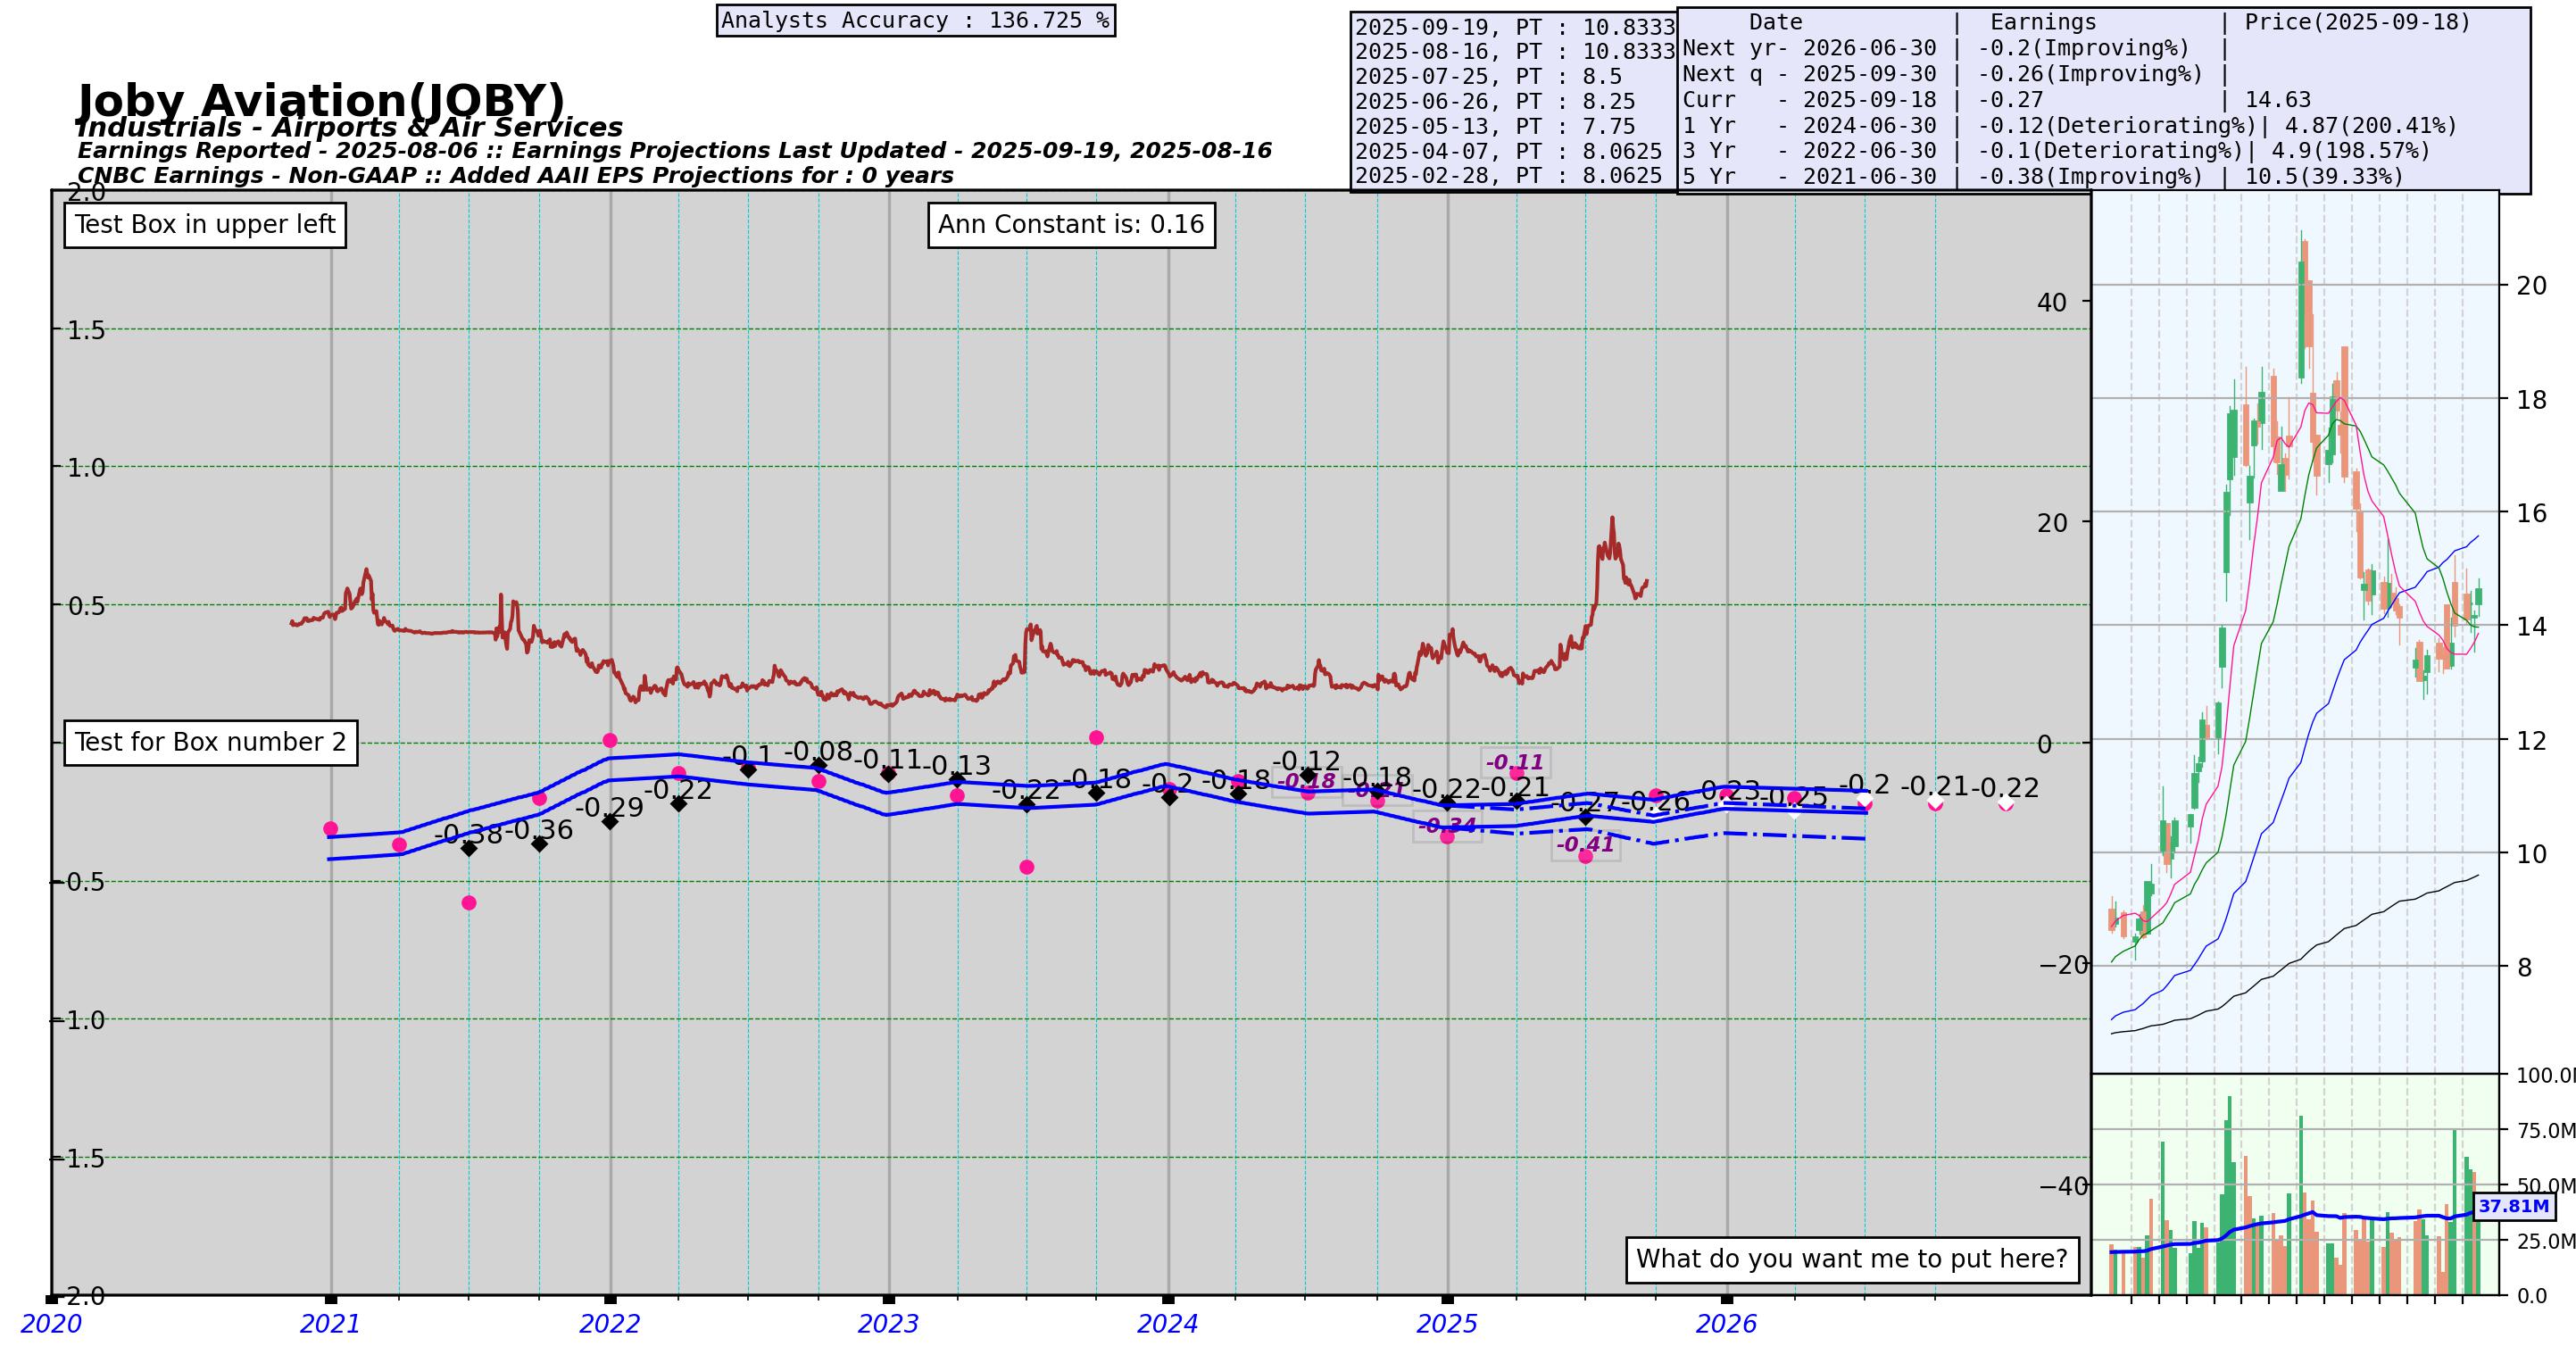 Analysts Accuracy : 136.725 %
2025-09-19, PT : 10.8333
2025-08-16, PT : 10.8333
2025-07-25, PT : 8.5
2025-06-26, PT : 8.25
2025-05-13, PT : 7.75
2025-04-07, PT : 8.0625
2025-02-28, PT : 8.0625
Date | Earnings | Price(2025-09-18)
Next yr- 2026-06-30 | -0.2(Improving%) |
Next q - 2025-09-30 | -0.26(Improving%) |
Curr - 2025-09-18 | -0.27 | 14.63
1 Yr - 2024-06-30 | -0.12(Deteriorating%)| 4.87(200.41%)
3 Yr - 2022-06-30 | -0.1(Deteriorating%)| 4.9(198.57%)
5 Yr - 2021-06-30 | -0.38(Improving%) | 10.5(39.33%)
Joby Aviation(JOBY)
Industrials - Airports & Air Services
Earnings Reported - 2025-08-06 :: Earnings Projections Last Updated - 2025-09-19, 2025-08-16
CNBC Earnings - Non-GAAP :: Added AAII EPS Projections for : 0 years
Test Box in upper left
Ann Constant is: 0.16
Test for Box number 2
What do you want me to put here?
2.0
1.5
1.0
0.5
−0.5
−1.0
−1.5
−2.0
-0.38 -0.36 -0.29 -0.22 -0.1 -0.08 -0.11 -0.13 -0.22 -0.18 -0.2 -0.18 -0.12 -0.18 -0.22 -0.21 -0.27 -0.26 -0.23 -0.25 -0.2 -0.21 -0.22
-0.18 -0.21 -0.34 -0.11 -0.41
40
20
0
−20
−40
20
18
16
14
12
10
8
75.0M
50.0M
37.81M
25.0M
0.0
2020 2021 2022 2023 2024 2025 2026